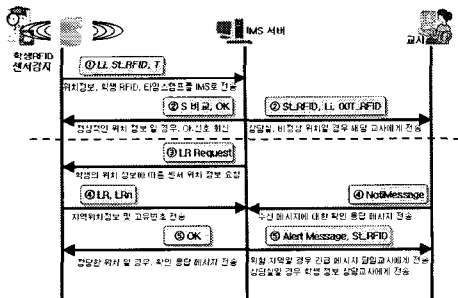 IMS 서버
교사
학생RFID
센서감지
① Li, St_RFID, T
위치정보, 학생 RFID, 타임스탬프를 IMS로 전송
② S 비교, OK
② St_RFID, Li, OOT_RFID
정상적인 위치 정보 일 경우, OK신호 회신
상담실, 비정상 위치일 경우 해당 교사에게 전송
③ LR Request
학생의 위치 정보에 따른 센서 위치 정보 요청
④ LR, LRn
④ NotiMessage
지역위치정보 및 고유번호 전송
수신 메시지에 대한 확인 응답 메시지 전송
⑤ OK
⑤ Alert Message, St_RFID
정당한 위치 일 경우, 확인 응답 메시지 전송
위험 지역일 경우 긴급 메시지 담임교사에게 전송
상담실일 경우 학생 정보 상담교사에게 전송